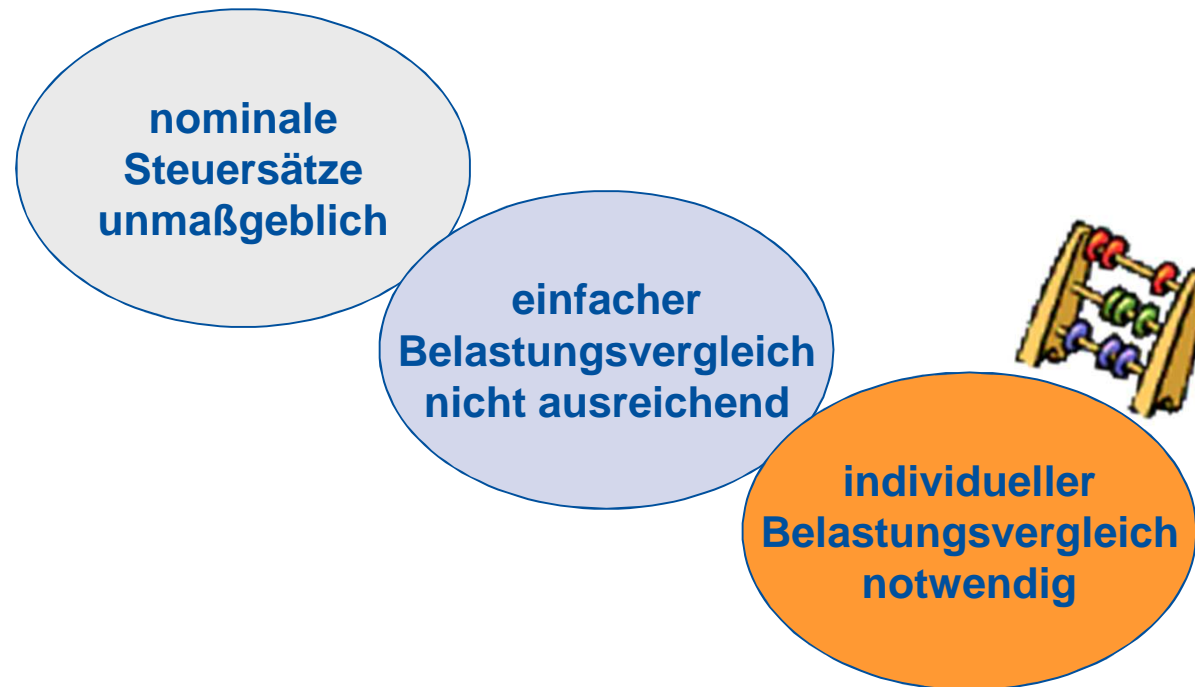 nominale
Steuersätze
unmaßgeblich
einfacher
Belastungsvergleich
nicht ausreichend
individueller
Belastungsvergleich
notwendig